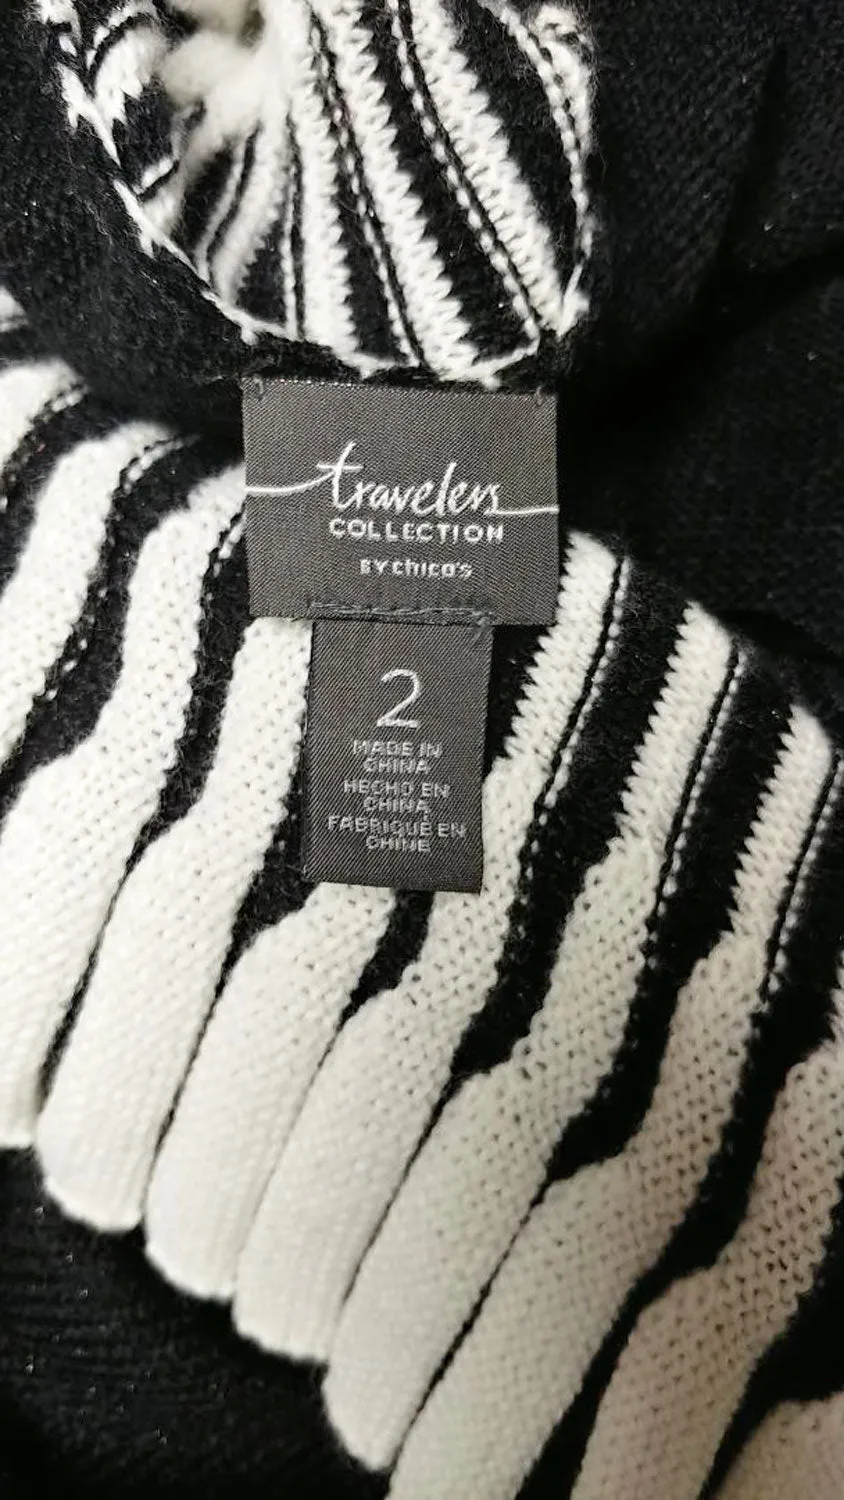 travelers
COLLECTION
BY chico's
2
MADE IN
CHINA
HECHO EN
CHINA
FABRIQUÉ EN
CHINE